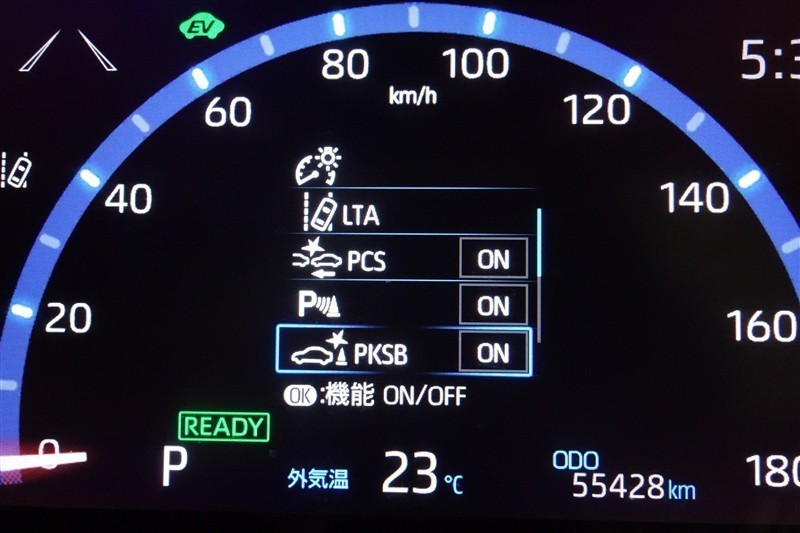 EV
80
100
5:3
km/h
60
120
40
140
LTA
PCS ON
20
P ON
160
PKSB ON
OK:機能 ON/OFF
READY
0
P
外気温 23℃
ODO
55428km
180